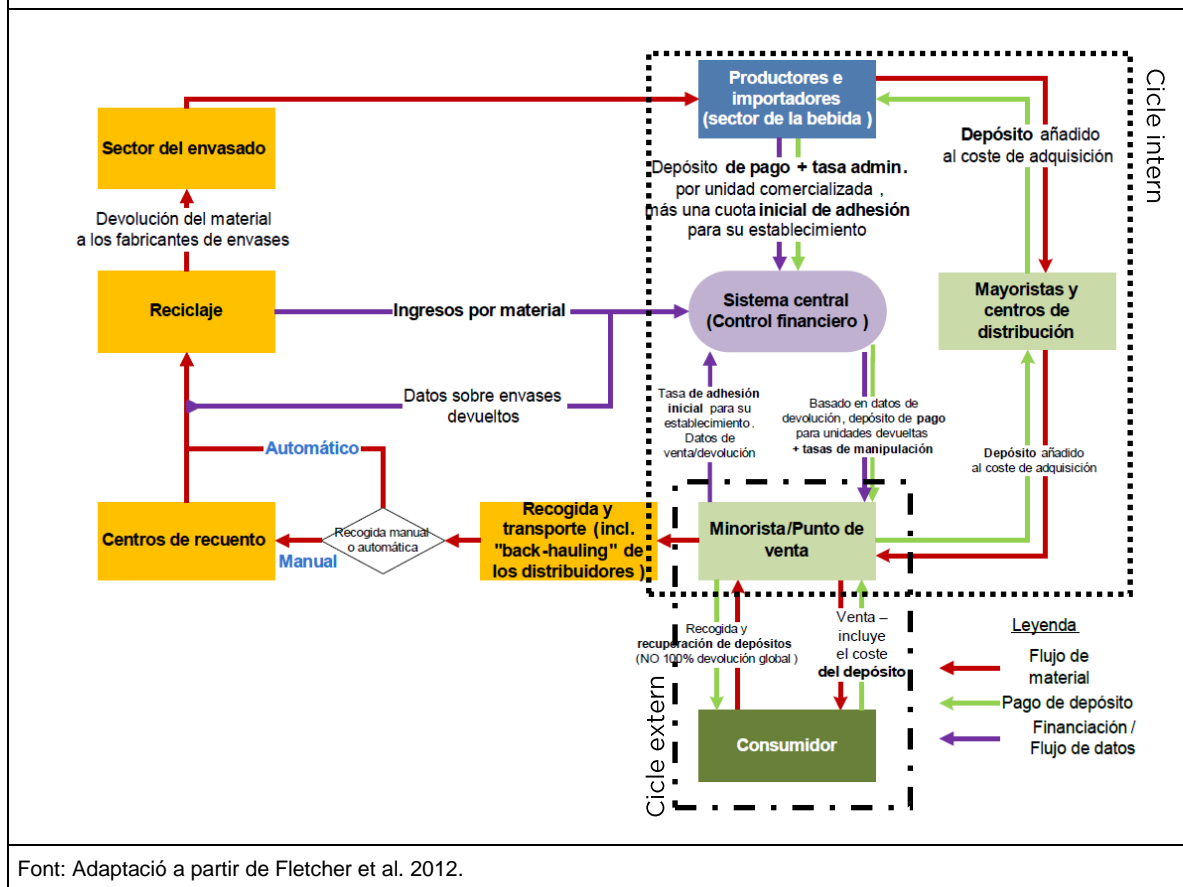 Productores e
importadores
(sector de la bebida )
Cicle intern
Sector del envasado
Depósito añadido
al coste de adquisición
Depósito de pago + tasa admin.
por unidad comercializada ,
más una cuota inicial de adhesión
para su establecimiento
Devolución del material
a los fabricantes de envases
Reciclaje
Ingresos por material
Sistema central
(Control financiero )
Mayoristas y
centros de
distribución
Datos sobre envases
devueltos
Tasa de adhesión
inicial para su
establecimiento.
Datos de
venta/devolución
Basado en datos de
devolución, depósito de pago
para unidades devueltas
+ tasas de manipulación
Automático
Depósito añadido
al coste de adquisición
Centros de recuento
Manual
Recogida manual
o automática
Recogida y
transporte (incl.
"back-hauling" de
los distribuidores )
Minorista/Punto de
venta
Recogida y
recuperación de depósitos
(NO 100% devolución global )
Venta –
incluye
el coste
del depósito
Cicle extern
Consumidor
Leyenda
Flujo de
material
Pago de depósito
Financiación /
Flujo de datos
Font: Adaptació a partir de Fletcher et al. 2012.